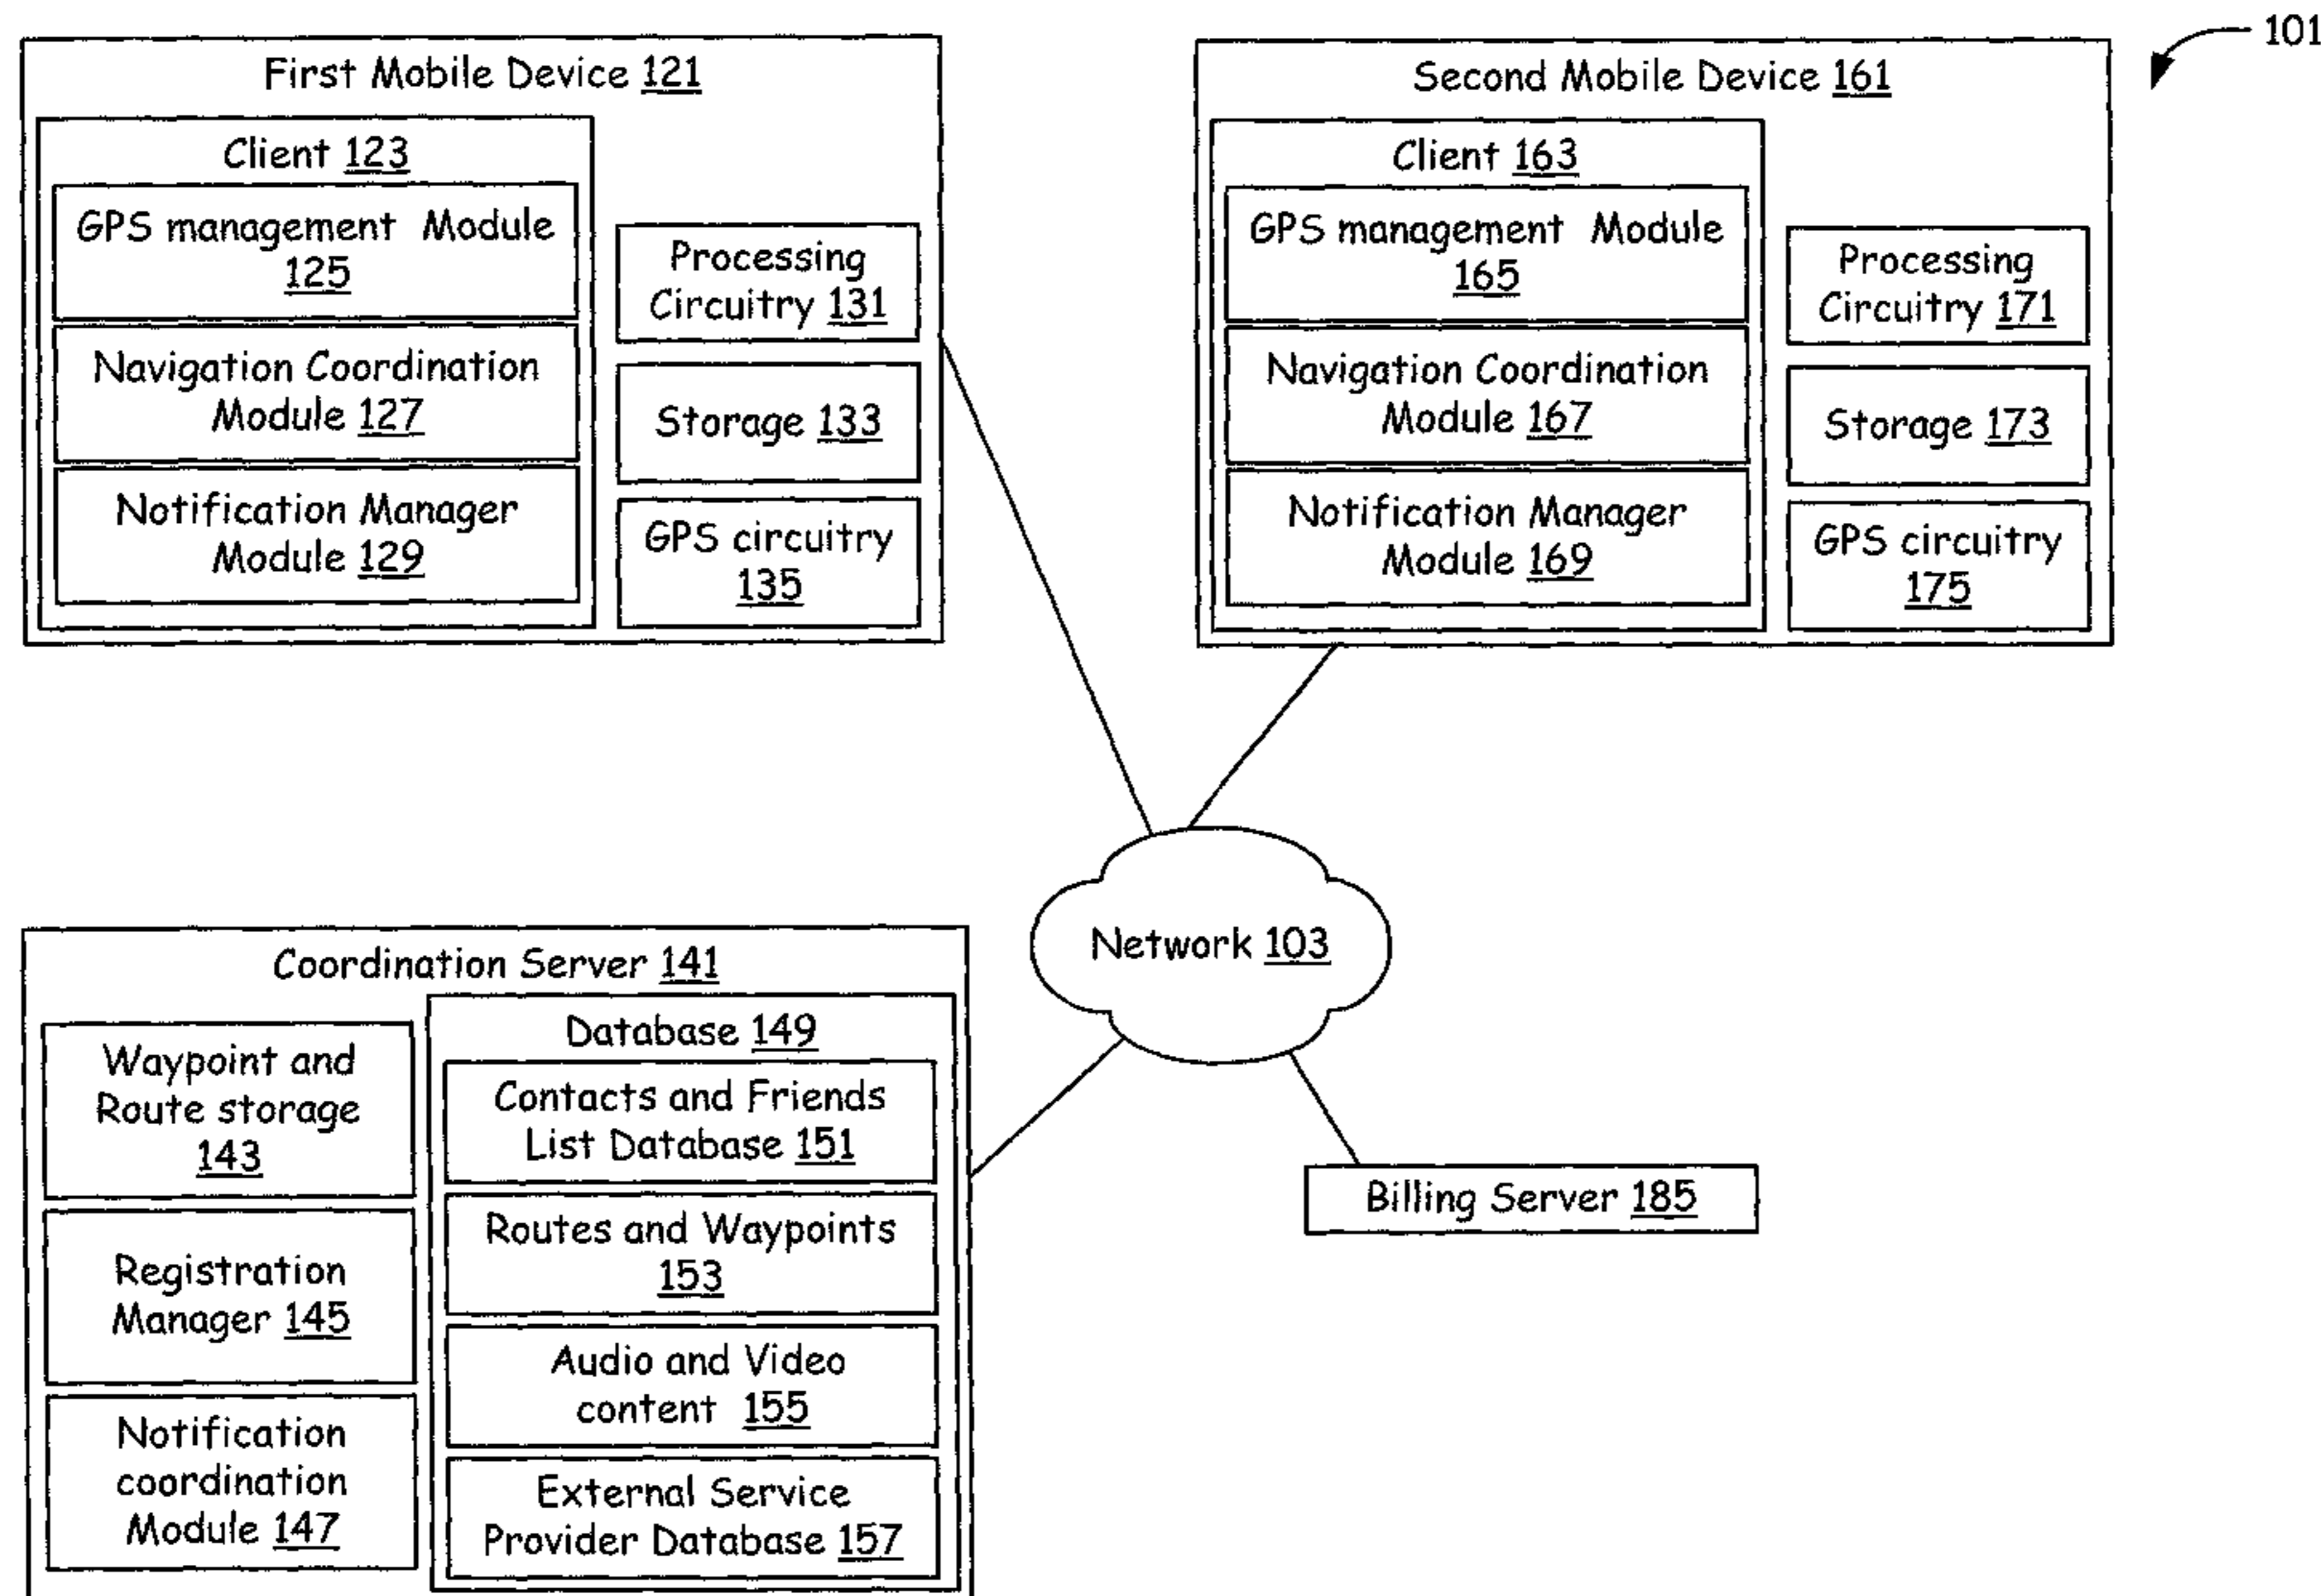 101
First Mobile Device 121
Client 123
GPS management Module
125
Navigation Coordination
Module 127
Notification Manager
Module 129
Processing
Circuitry 131
Storage 133
GPS circuitry
135
Second Mobile Device 161
Client 163
GPS management Module
165
Navigation Coordination
Module 167
Notification Manager
Module 169
Processing
Circuitry 171
Storage 173
GPS circuitry
175
Network 103
Coordination Server 141
Waypoint and
Route storage
143
Registration
Manager 145
Notification
coordination
Module 147
Database 149
Contacts and Friends
List Database 151
Routes and Waypoints
153
Audio and Video
content 155
External Service
Provider Database 157
Billing Server 185